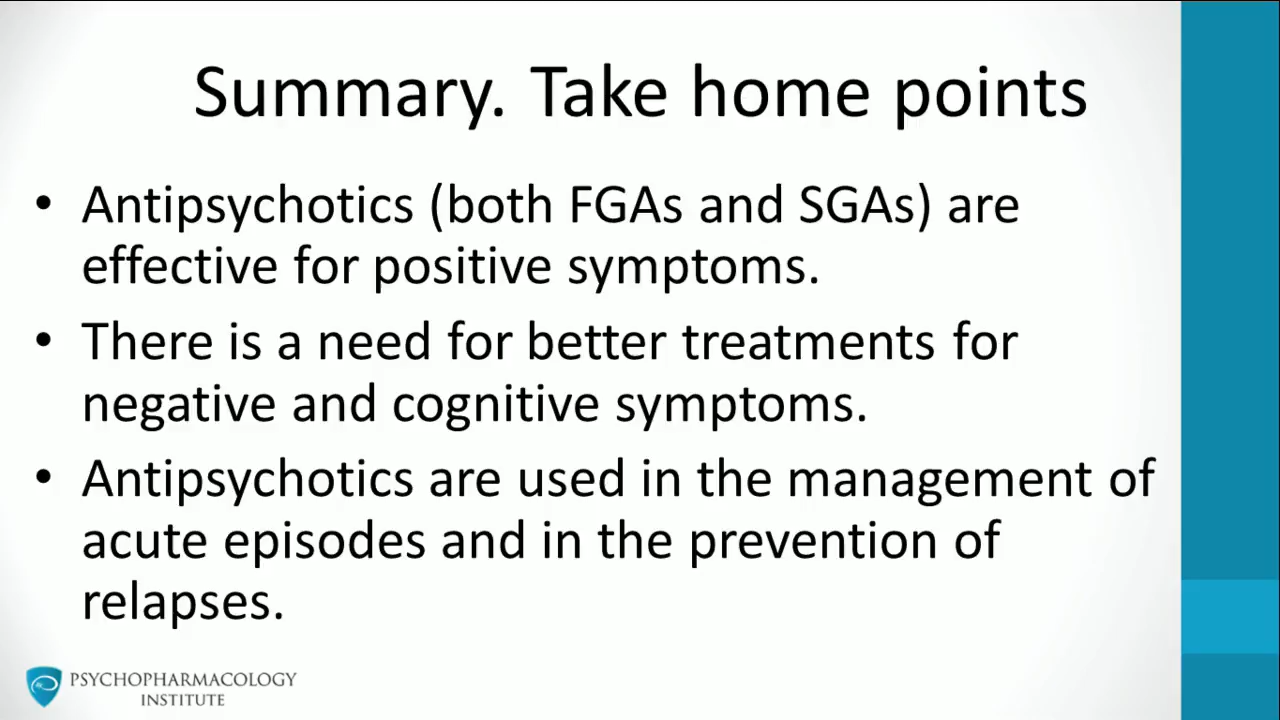 Summary. Take home points
• Antipsychotics (both FGAs and SGAs) are
effective for positive symptoms.
• There is a need for better treatments for
negative and cognitive symptoms.
• Antipsychotics are used in the management of
acute episodes and in the prevention of
relapses.
PSYCHOPHARMACOLOGY
INSTITUTE